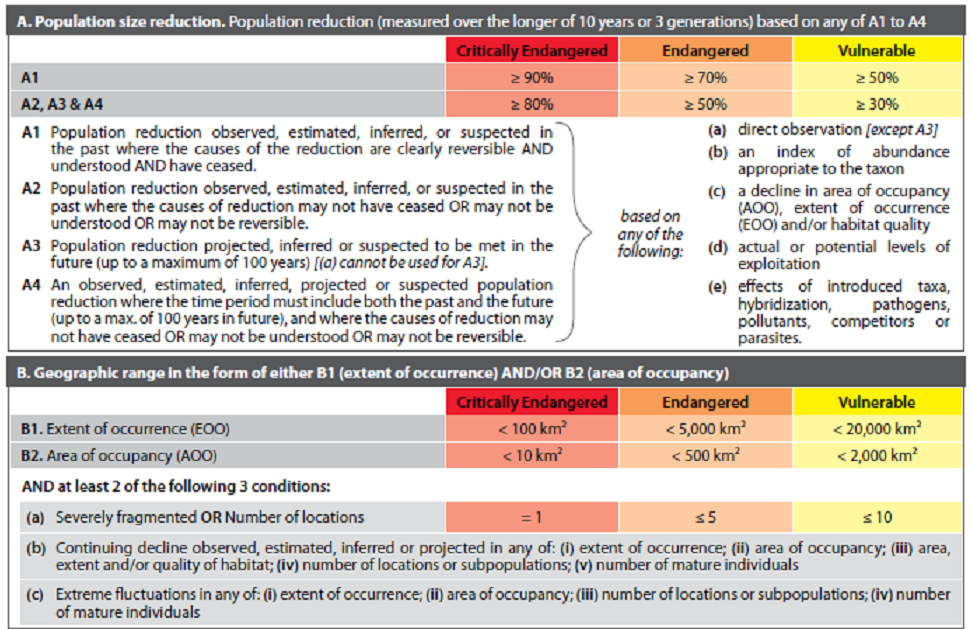 A. Population size reduction. Population reduction (measured over the longer of 10 years or 3 generations) based on any of A1 to A4
Critically Endangered Endangered Vulnerable
A1 ≥ 90% ≥ 70% ≥ 50%
A2, A3 & A4 ≥ 80% ≥ 50% ≥ 30%
A1 Population reduction observed, estimated, inferred, or suspected in
the past where the causes of the reduction are clearly reversible AND
understood AND have ceased.
A2 Population reduction observed, estimated, inferred, or suspected in the
past where the causes of reduction may not have ceased OR may not be
understood OR may not be reversible.
A3 Population reduction projected, inferred or suspected to be met in the
future (up to a maximum of 100 years) [(a) cannot be used for A3].
A4 An observed, estimated, inferred, projected or suspected population
reduction where the time period must include both the past and the future
(up to a max. of 100 years in future), and where the causes of reduction may
not have ceased OR may not be understood OR may not be reversible.
based on
any of the
following:
(a) direct observation [except A3]
(b) an index of abundance
appropriate to the taxon
(c) a decline in area of occupancy
(AOO), extent of occurrence
(EOO) and/or habitat quality
(d) actual or potential levels of
exploitation
(e) effects of introduced taxa,
hybridization, pathogens,
pollutants, competitors or
parasites.
B. Geographic range in the form of either B1 (extent of occurrence) AND/OR B2 (area of occupancy)
Critically Endangered Endangered Vulnerable
B1. Extent of occurrence (EOO) < 100 km² < 5,000 km² < 20,000 km²
B2. Area of occupancy (AOO) < 10 km² < 500 km² < 2,000 km²
AND at least 2 of the following 3 conditions:
(a) Severely fragmented OR Number of locations = 1 ≤ 5 ≤ 10
(b) Continuing decline observed, estimated, inferred or projected in any of: (i) extent of occurrence; (ii) area of occupancy; (iii) area,
extent and/or quality of habitat; (iv) number of locations or subpopulations; (v) number of mature individuals
(c) Extreme fluctuations in any of: (i) extent of occurrence; (ii) area of occupancy; (iii) number of locations or subpopulations; (iv) number
of mature individuals